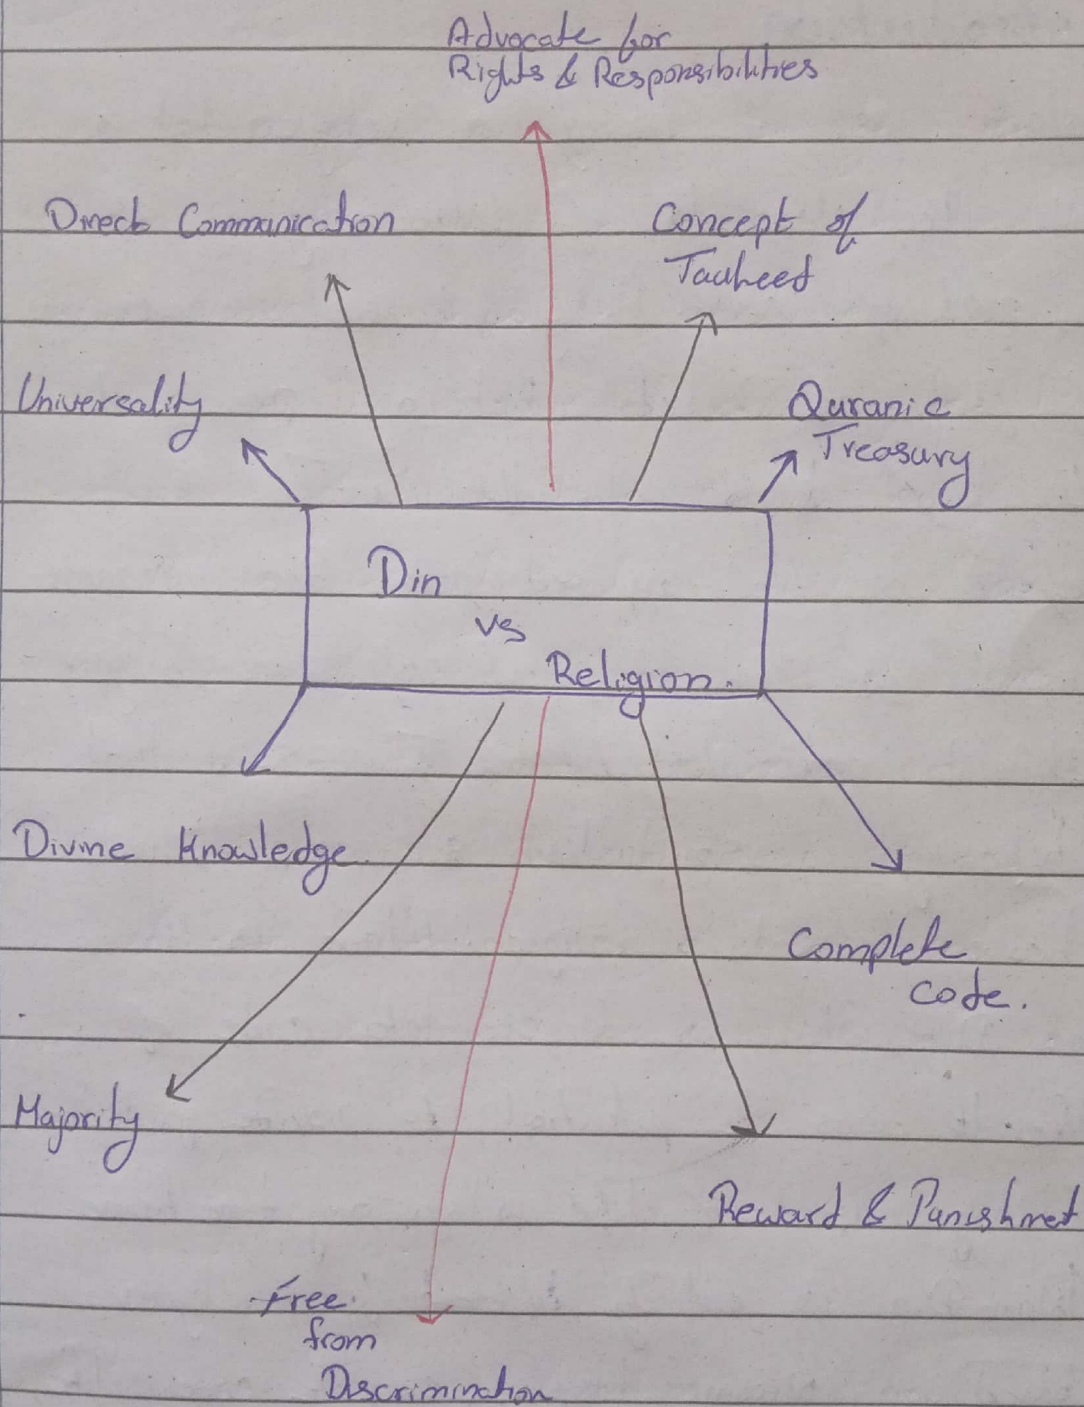 Advocate for
Rights & Responsibilities
Direct Communication
Concept of
Tauheed
Universality
Quranic
Treasury
Din
vs
Religion.
Divine Knowledge.
Complete
code.
Majority
Reward & Punishmet
Free
from
Discrimination